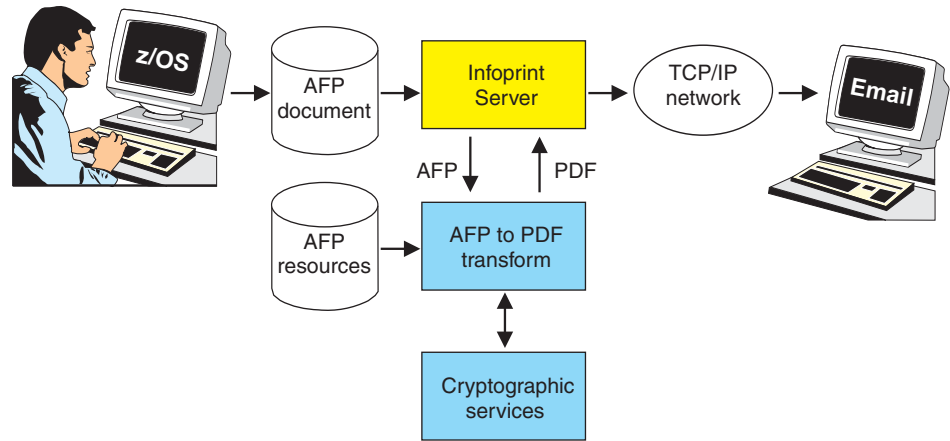 z/OS
AFP
document
Infoprint
Server
TCP/IP
network
Email
AFP
PDF
AFP
resources
AFP to PDF
transform
Cryptographic
services